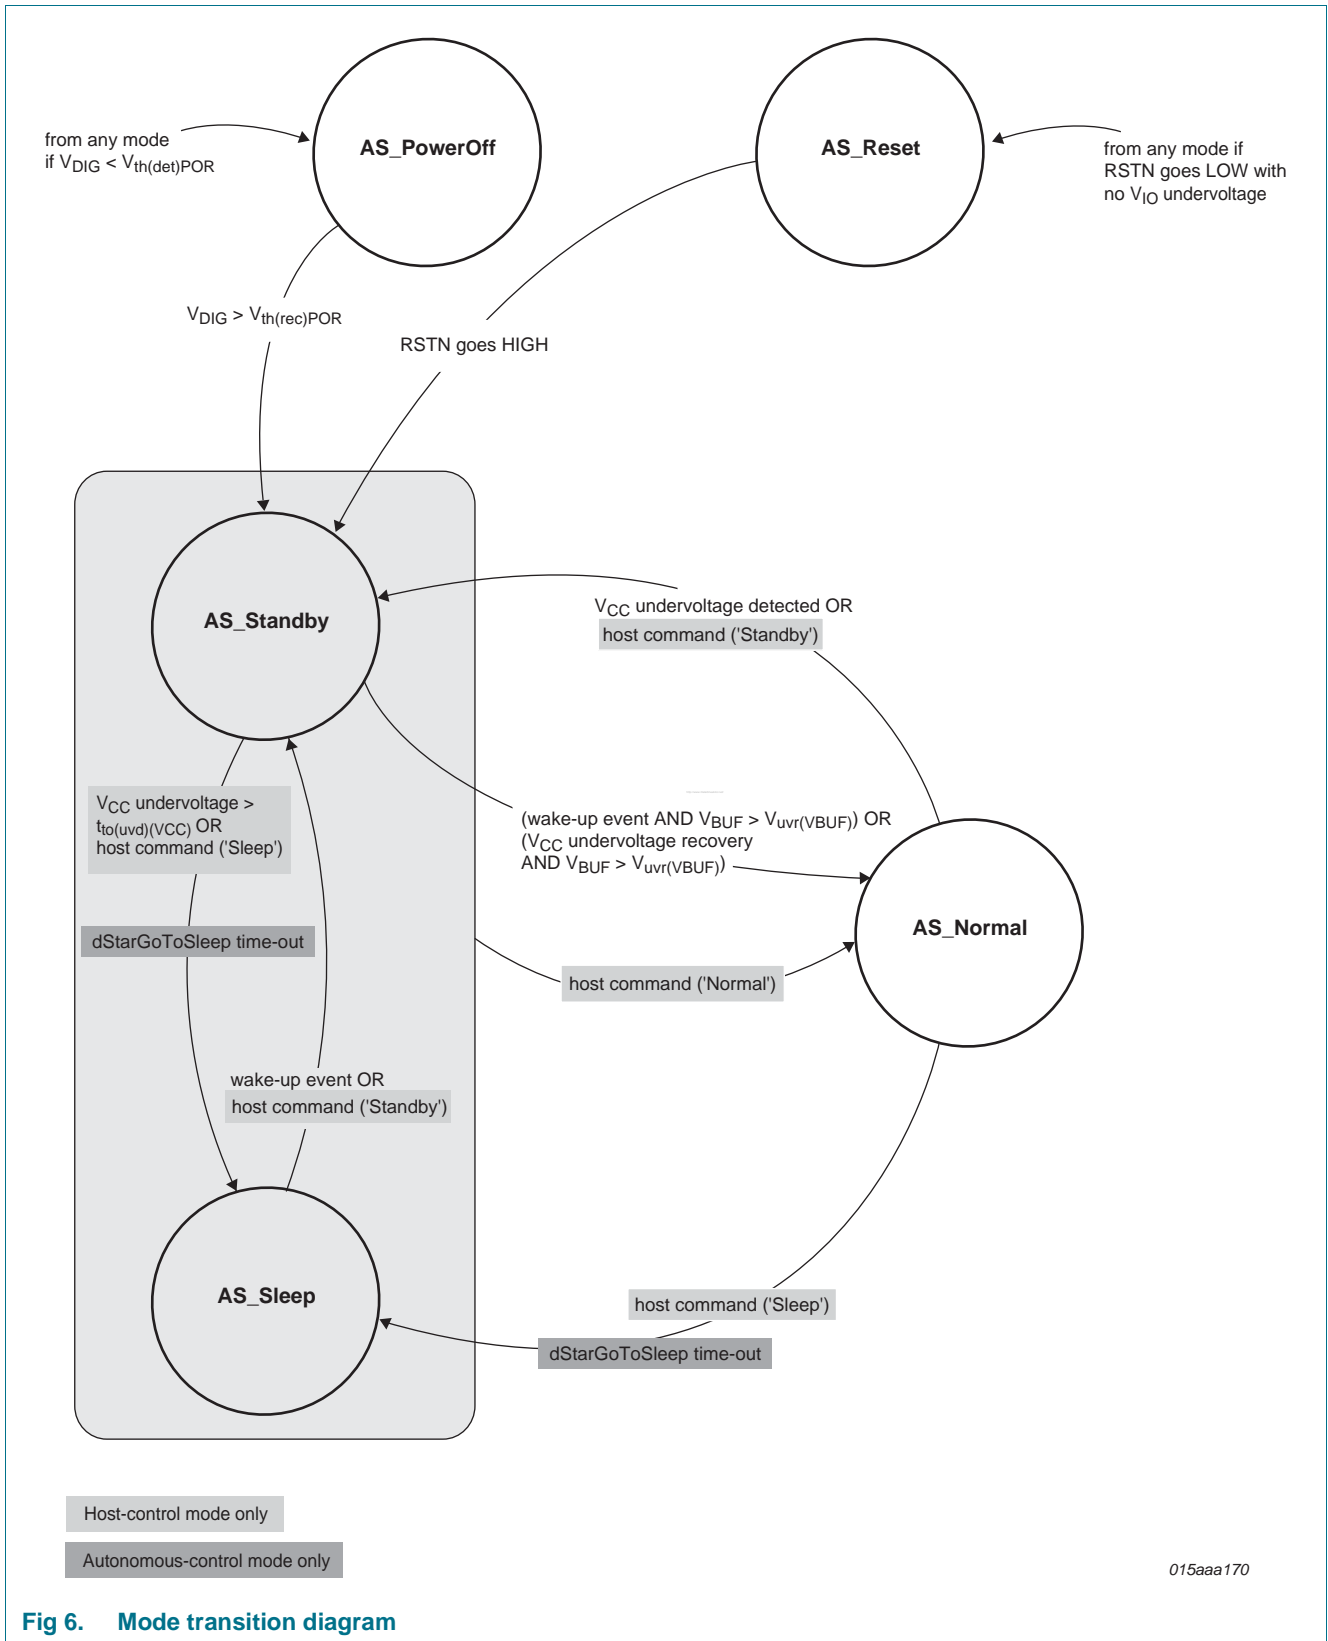 AS_PowerOff
AS_Reset
from any mode
if VDIG < Vth(det)POR
from any mode if
RSTN goes LOW with
no VIO undervoltage
VDIG > Vth(rec)POR
RSTN goes HIGH
AS_Standby
VCC undervoltage detected OR
host command ('Standby')
VCC undervoltage >
tto(uvd)(VCC) OR
host command ('Sleep')
(wake-up event AND VBUF > Vuvr(VBUF)) OR
(VCC undervoltage recovery
AND VBUF > Vuvr(VBUF))
AS_Normal
dStarGoToSleep time-out
host command ('Normal')
wake-up event OR
host command ('Standby')
AS_Sleep
host command ('Sleep')
dStarGoToSleep time-out
Host-control mode only
Autonomous-control mode only
015aaa170
Fig 6. Mode transition diagram